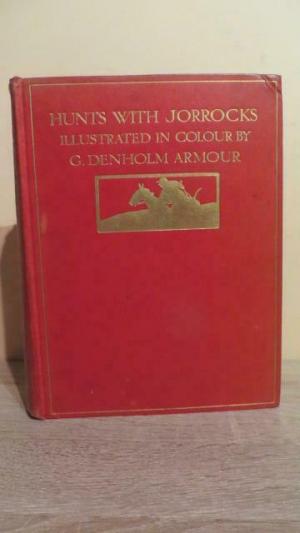 HUNTS WITH JORROCKS
ILLUSTRATED IN COLOUR BY
G. DENHOLM ARMOUR